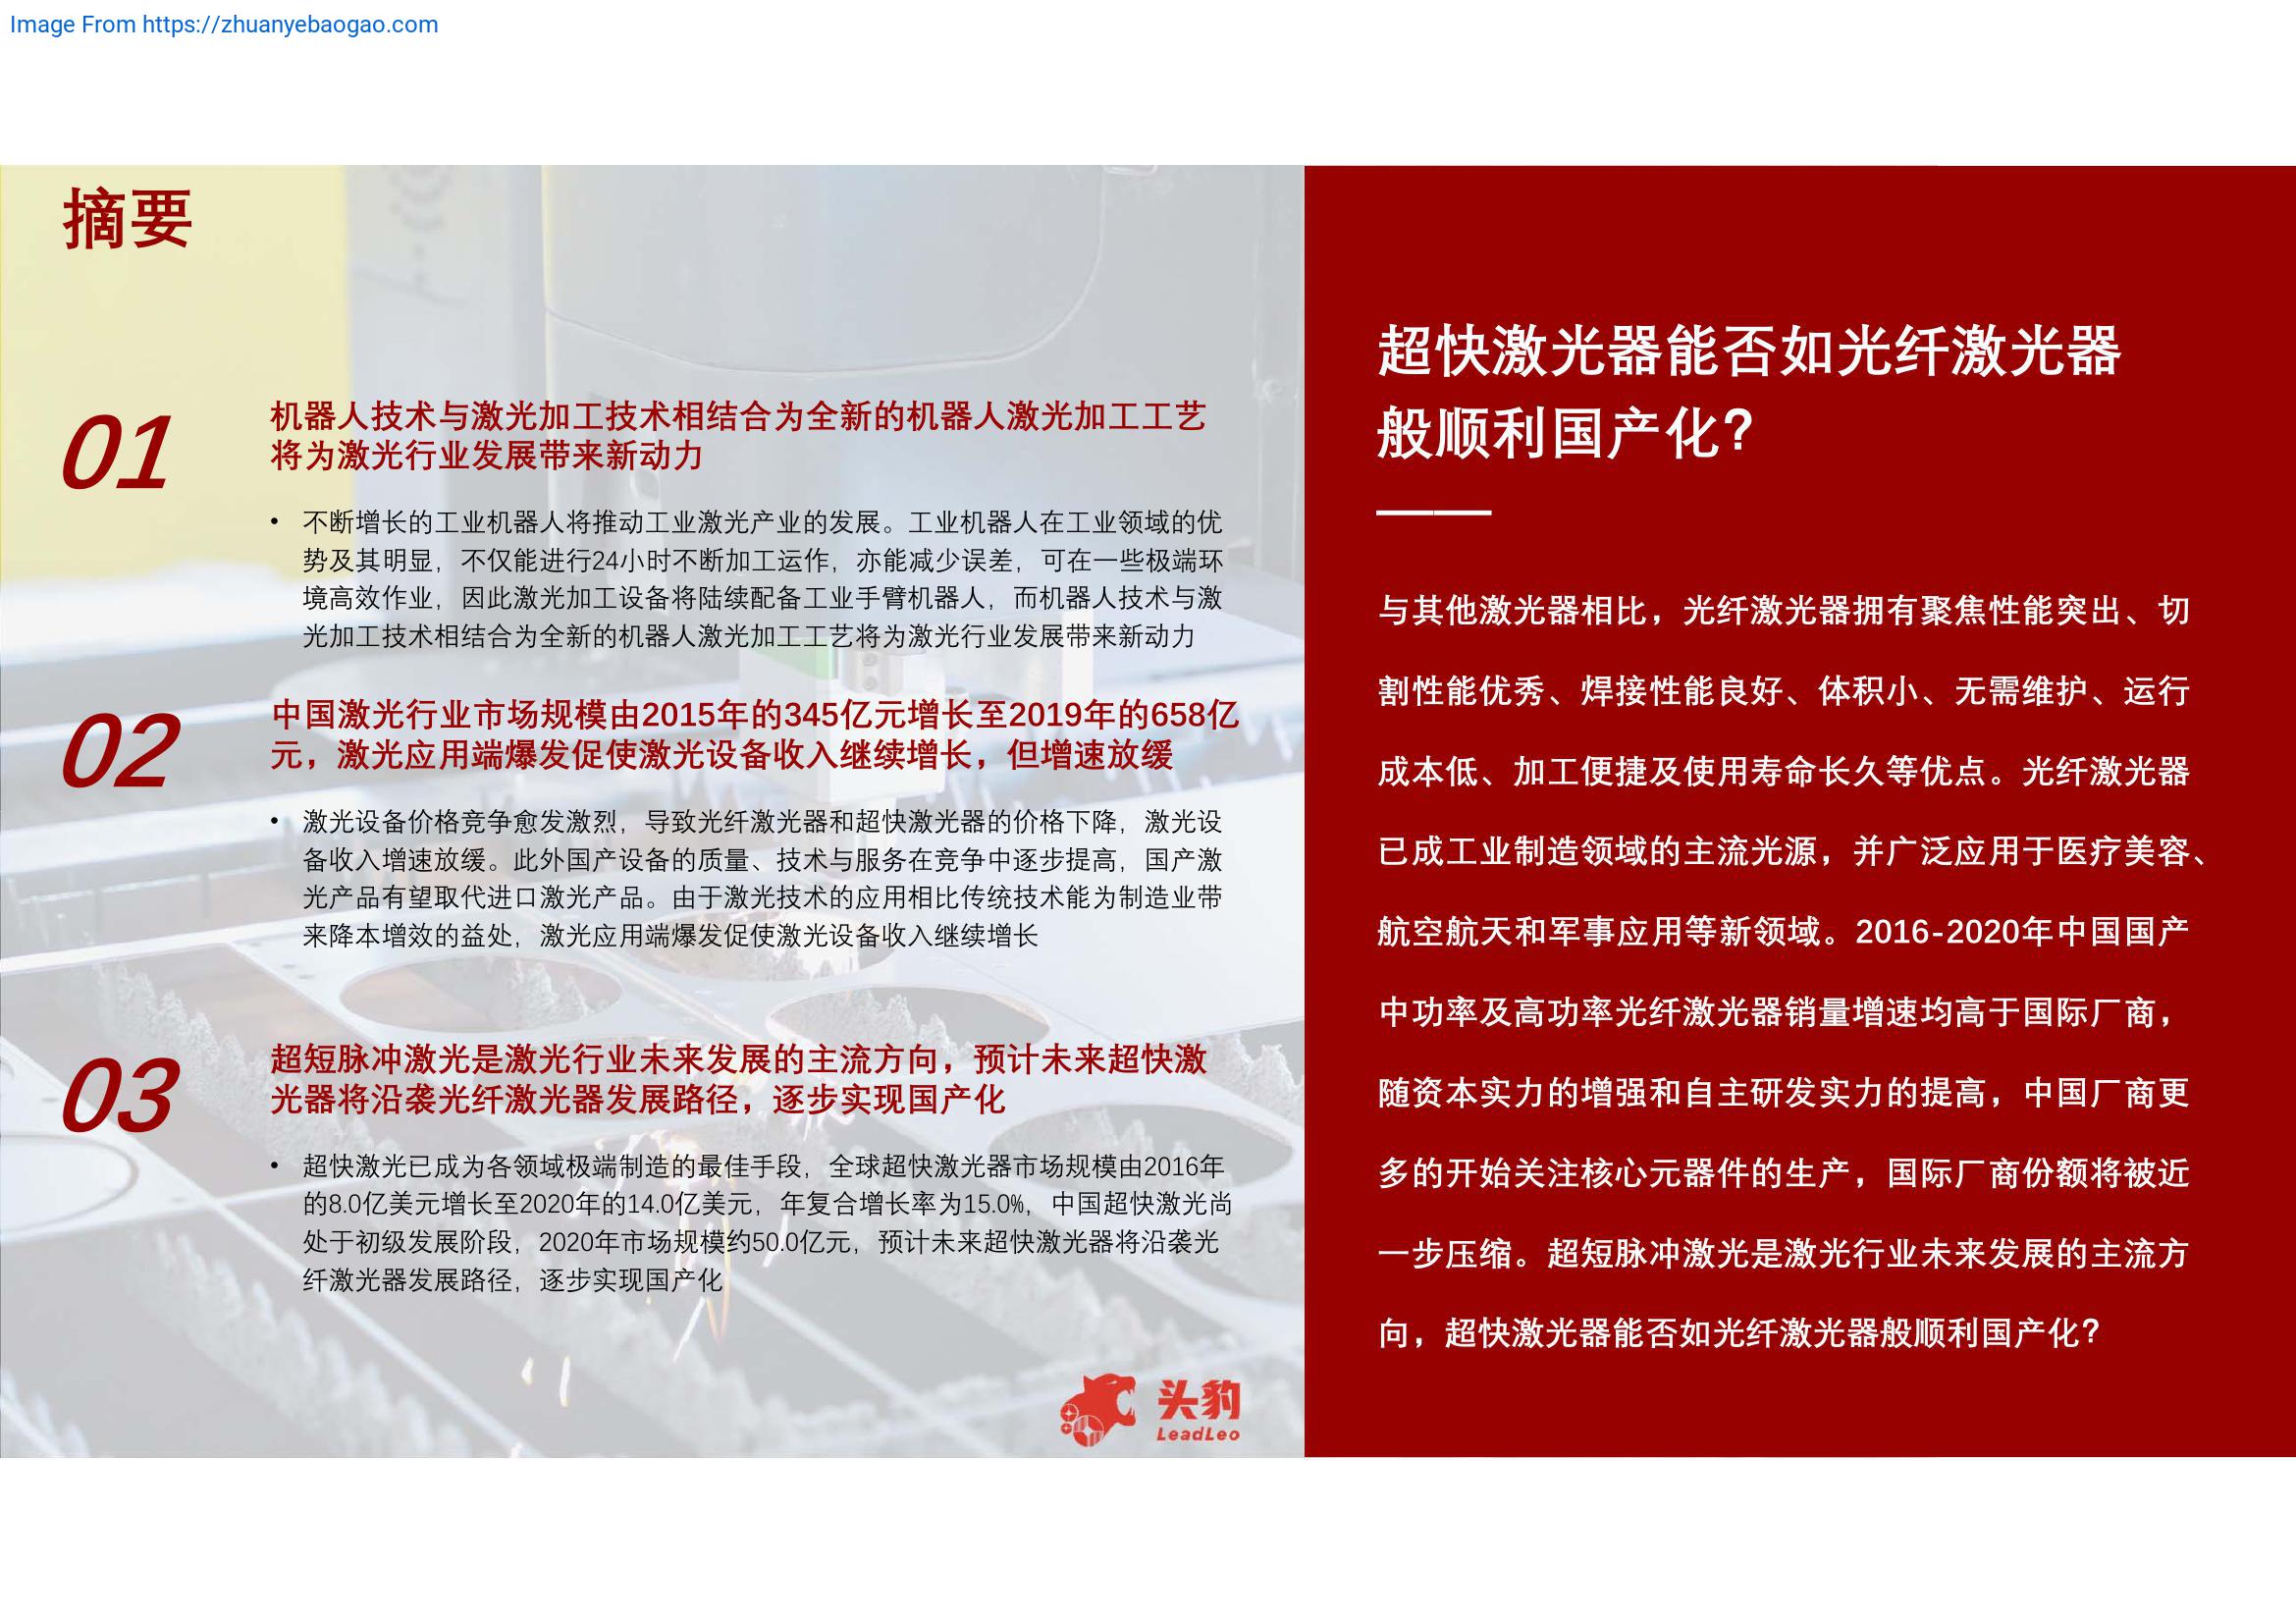 Image From https://zhuanyebaogao.com
摘要
01
机器人技术与激光加工技术相结合为全新的机器人激光加工工艺
将为激光行业发展带来新动力
• 不断增长的工业机器人将推动工业激光产业的发展。工业机器人在工业领域的优
势及其明显，不仅能进行24小时不断加工运作，亦能减少误差，可在一些极端环
境高效作业，因此激光加工设备将陆续配备工业手臂机器人，而机器人技术与激
光加工技术相结合为全新的机器人激光加工工艺将为激光行业发展带来新动力
02
中国激光行业市场规模由2015年的345亿元增长至2019年的658亿
元，激光应用端爆发促使激光设备收入继续增长，但增速放缓
• 激光设备价格竞争愈发激烈，导致光纤激光器和超快激光器的价格下降，激光设
备收入增速放缓。此外国产设备的质量、技术与服务在竞争中逐步提高，国产激
光产品有望取代进口激光产品。由于激光技术的应用相比传统技术能为制造业带
来降本增效的益处，激光应用端爆发促使激光设备收入继续增长
03
超短脉冲激光是激光行业未来发展的主流方向，预计未来超快激
光器将沿袭光纤激光器发展路径，逐步实现国产化
• 超快激光已成为各领域极端制造的最佳手段，全球超快激光器市场规模由2016年
的8.0亿美元增长至2020年的14.0亿美元，年复合增长率为15.0%，中国超快激光尚
处于初级发展阶段，2020年市场规模约50.0亿元，预计未来超快激光器将沿袭光
纤激光器发展路径，逐步实现国产化
头豹
LeadLeo
超快激光器能否如光纤激光器
般顺利国产化？
与其他激光器相比，光纤激光器拥有聚焦性能突出、切
割性能优秀、焊接性能良好、体积小、无需维护、运行
成本低、加工便捷及使用寿命长久等优点。光纤激光器
已成工业制造领域的主流光源，并广泛应用于医疗美容、
航空航天和军事应用等新领域。2016-2020年中国国产
中功率及高功率光纤激光器销量增速均高于国际厂商，
随资本实力的增强和自主研发实力的提高，中国厂商更
多的开始关注核心元器件的生产，国际厂商份额将被近
一步压缩。超短脉冲激光是激光行业未来发展的主流方
向，超快激光器能否如光纤激光器般顺利国产化？